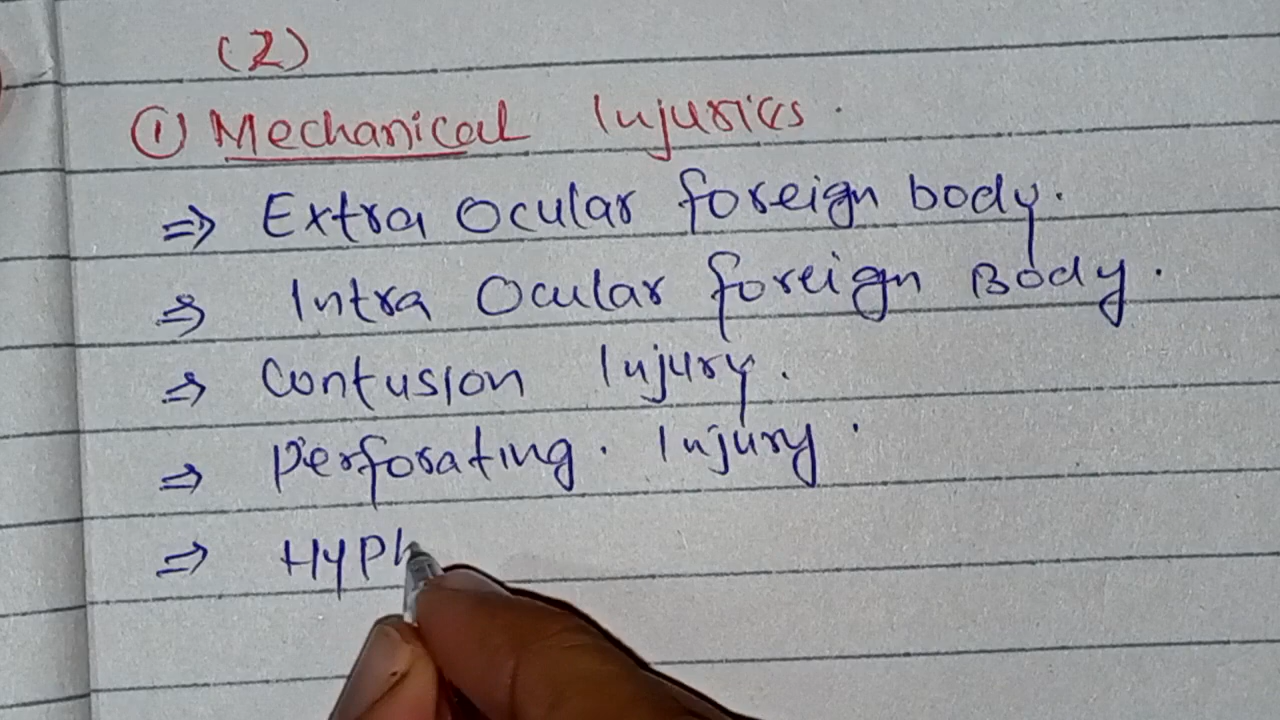 (2)
① Mechanical Injuries.
⇒ Extra Ocular foreign body.
⇒ Intra Ocular foreign Body.
⇒ Contusion Injury.
⇒ Perforating. Injury.
⇒ HyPh